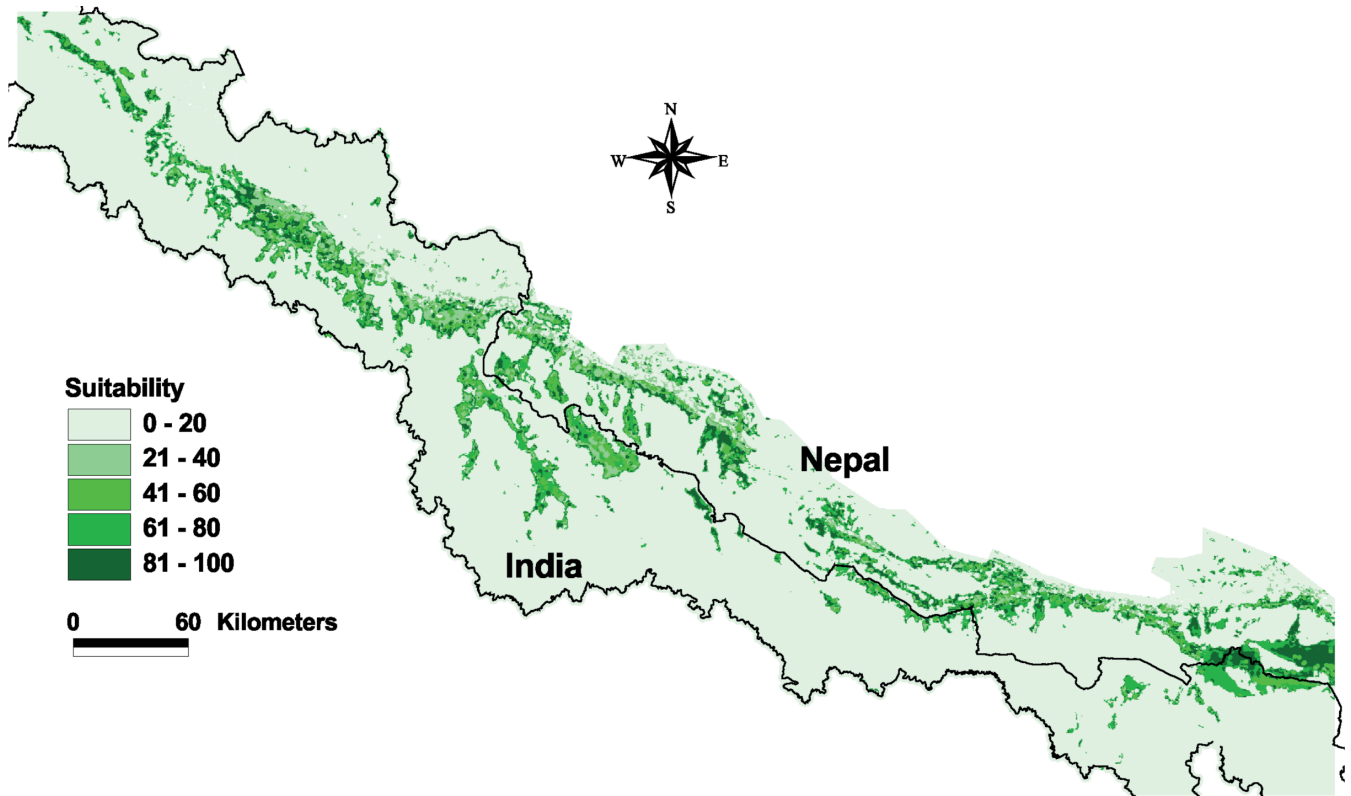 N
W E
S
Suitability
0 - 20
21 - 40
41 - 60
61 - 80
81 - 100
Nepal
India
0 60 Kilometers